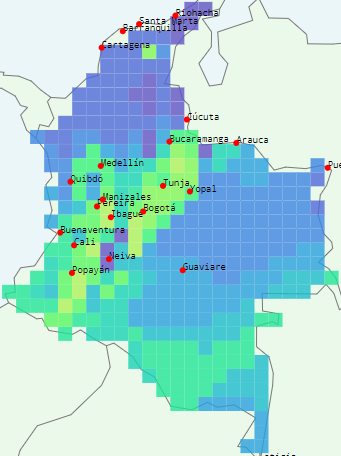 Riohacha
Santa Marta
Barranquilla
Cartagena
Cúcuta
Bucaramanga
Arauca
Medellín
Pue
Quibdó
Tunja
Yopal
Manizales
Pereira
Bogotá
Ibagué
Buenaventura
Cali
Neiva
Popayán
Guaviare